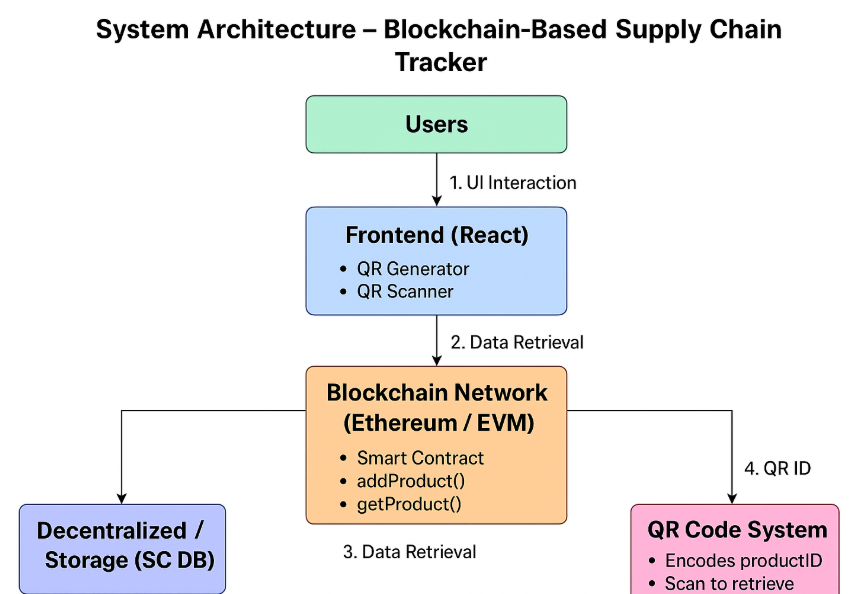 System Architecture – Blockchain-Based Supply Chain
Tracker
Users
1. UI Interaction
Frontend (React)
• QR Generator
• QR Scanner
2. Data Retrieval
Blockchain Network
(Ethereum / EVM)
• Smart Contract
• addProduct()
• getProduct()
4. QR ID
3. Data Retrieval
Decentralized /
Storage (SC DB)
QR Code System
• Encodes productID
• Scan to retrieve